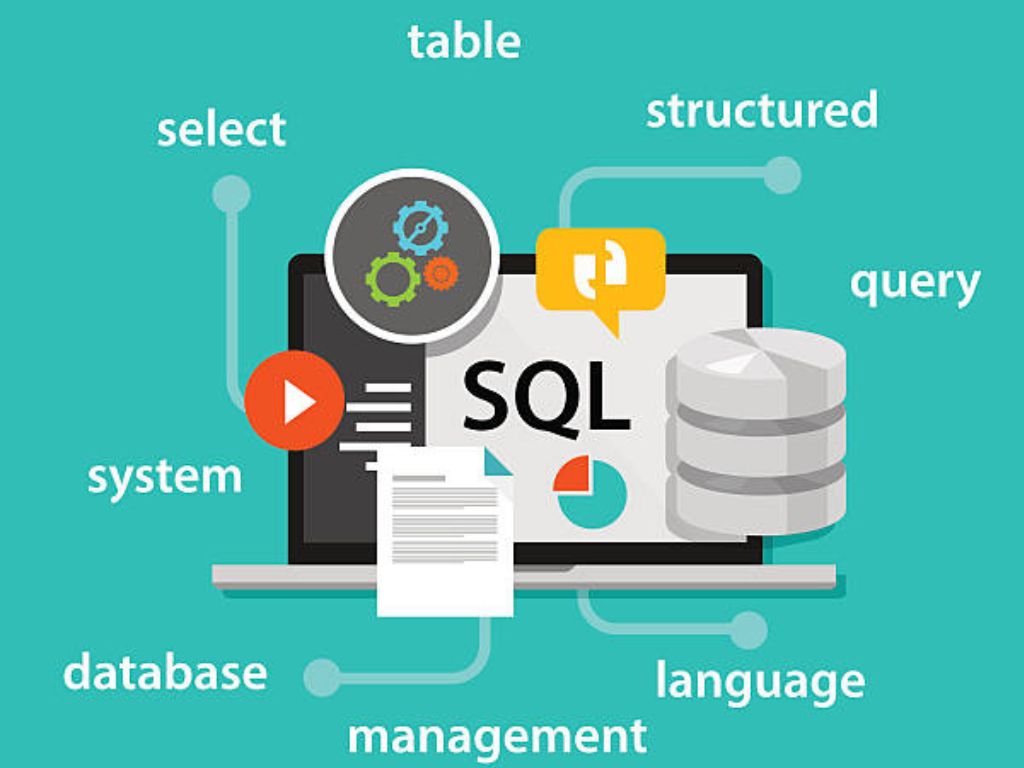 table
select
structured
query
SQL
system
database
language
management